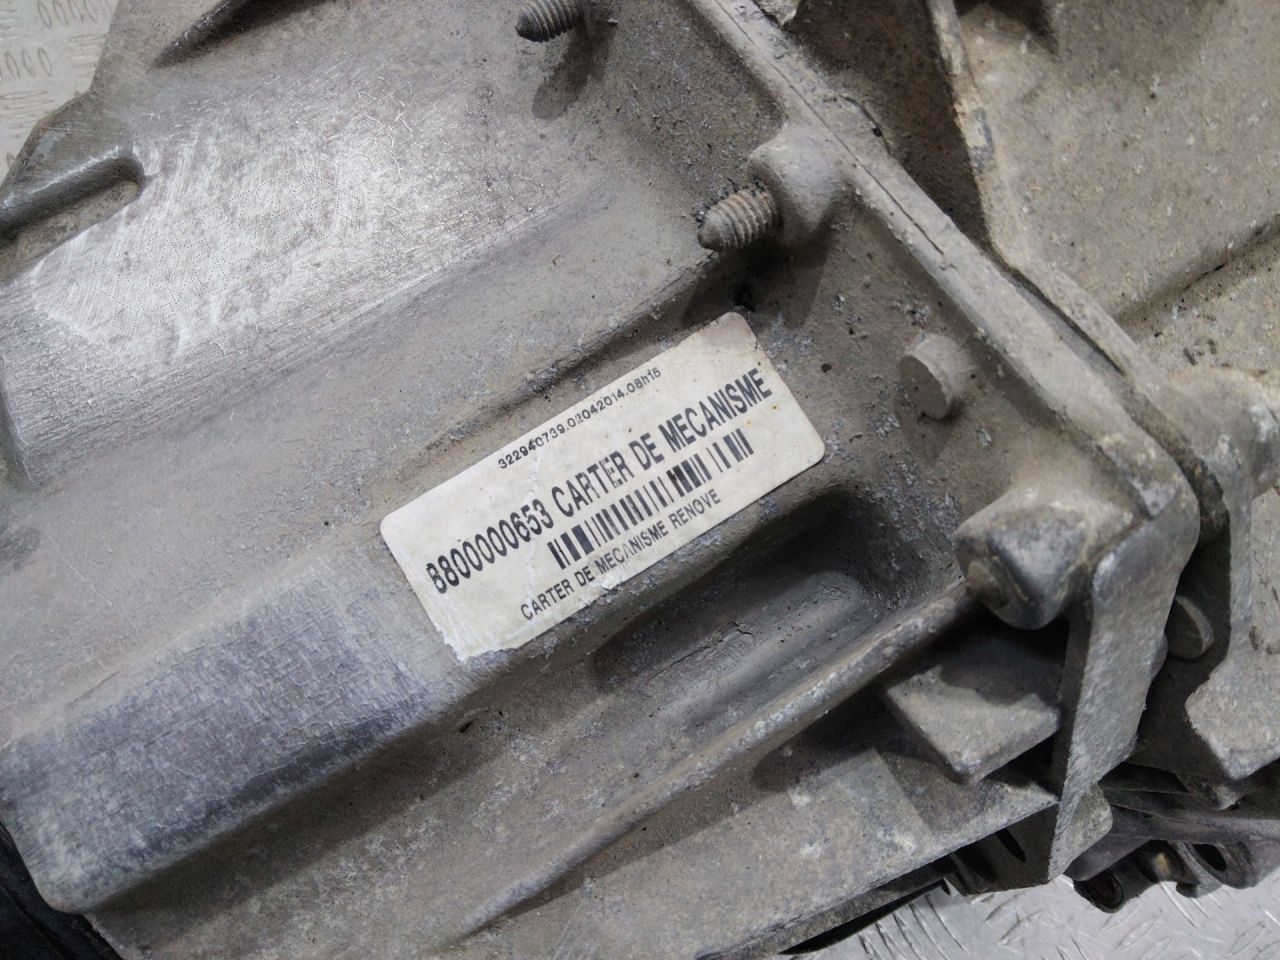 322940739.02042014.08h15
8800000653 CARTER DE MECANISME
CARTER DE MECANISME RENOVE